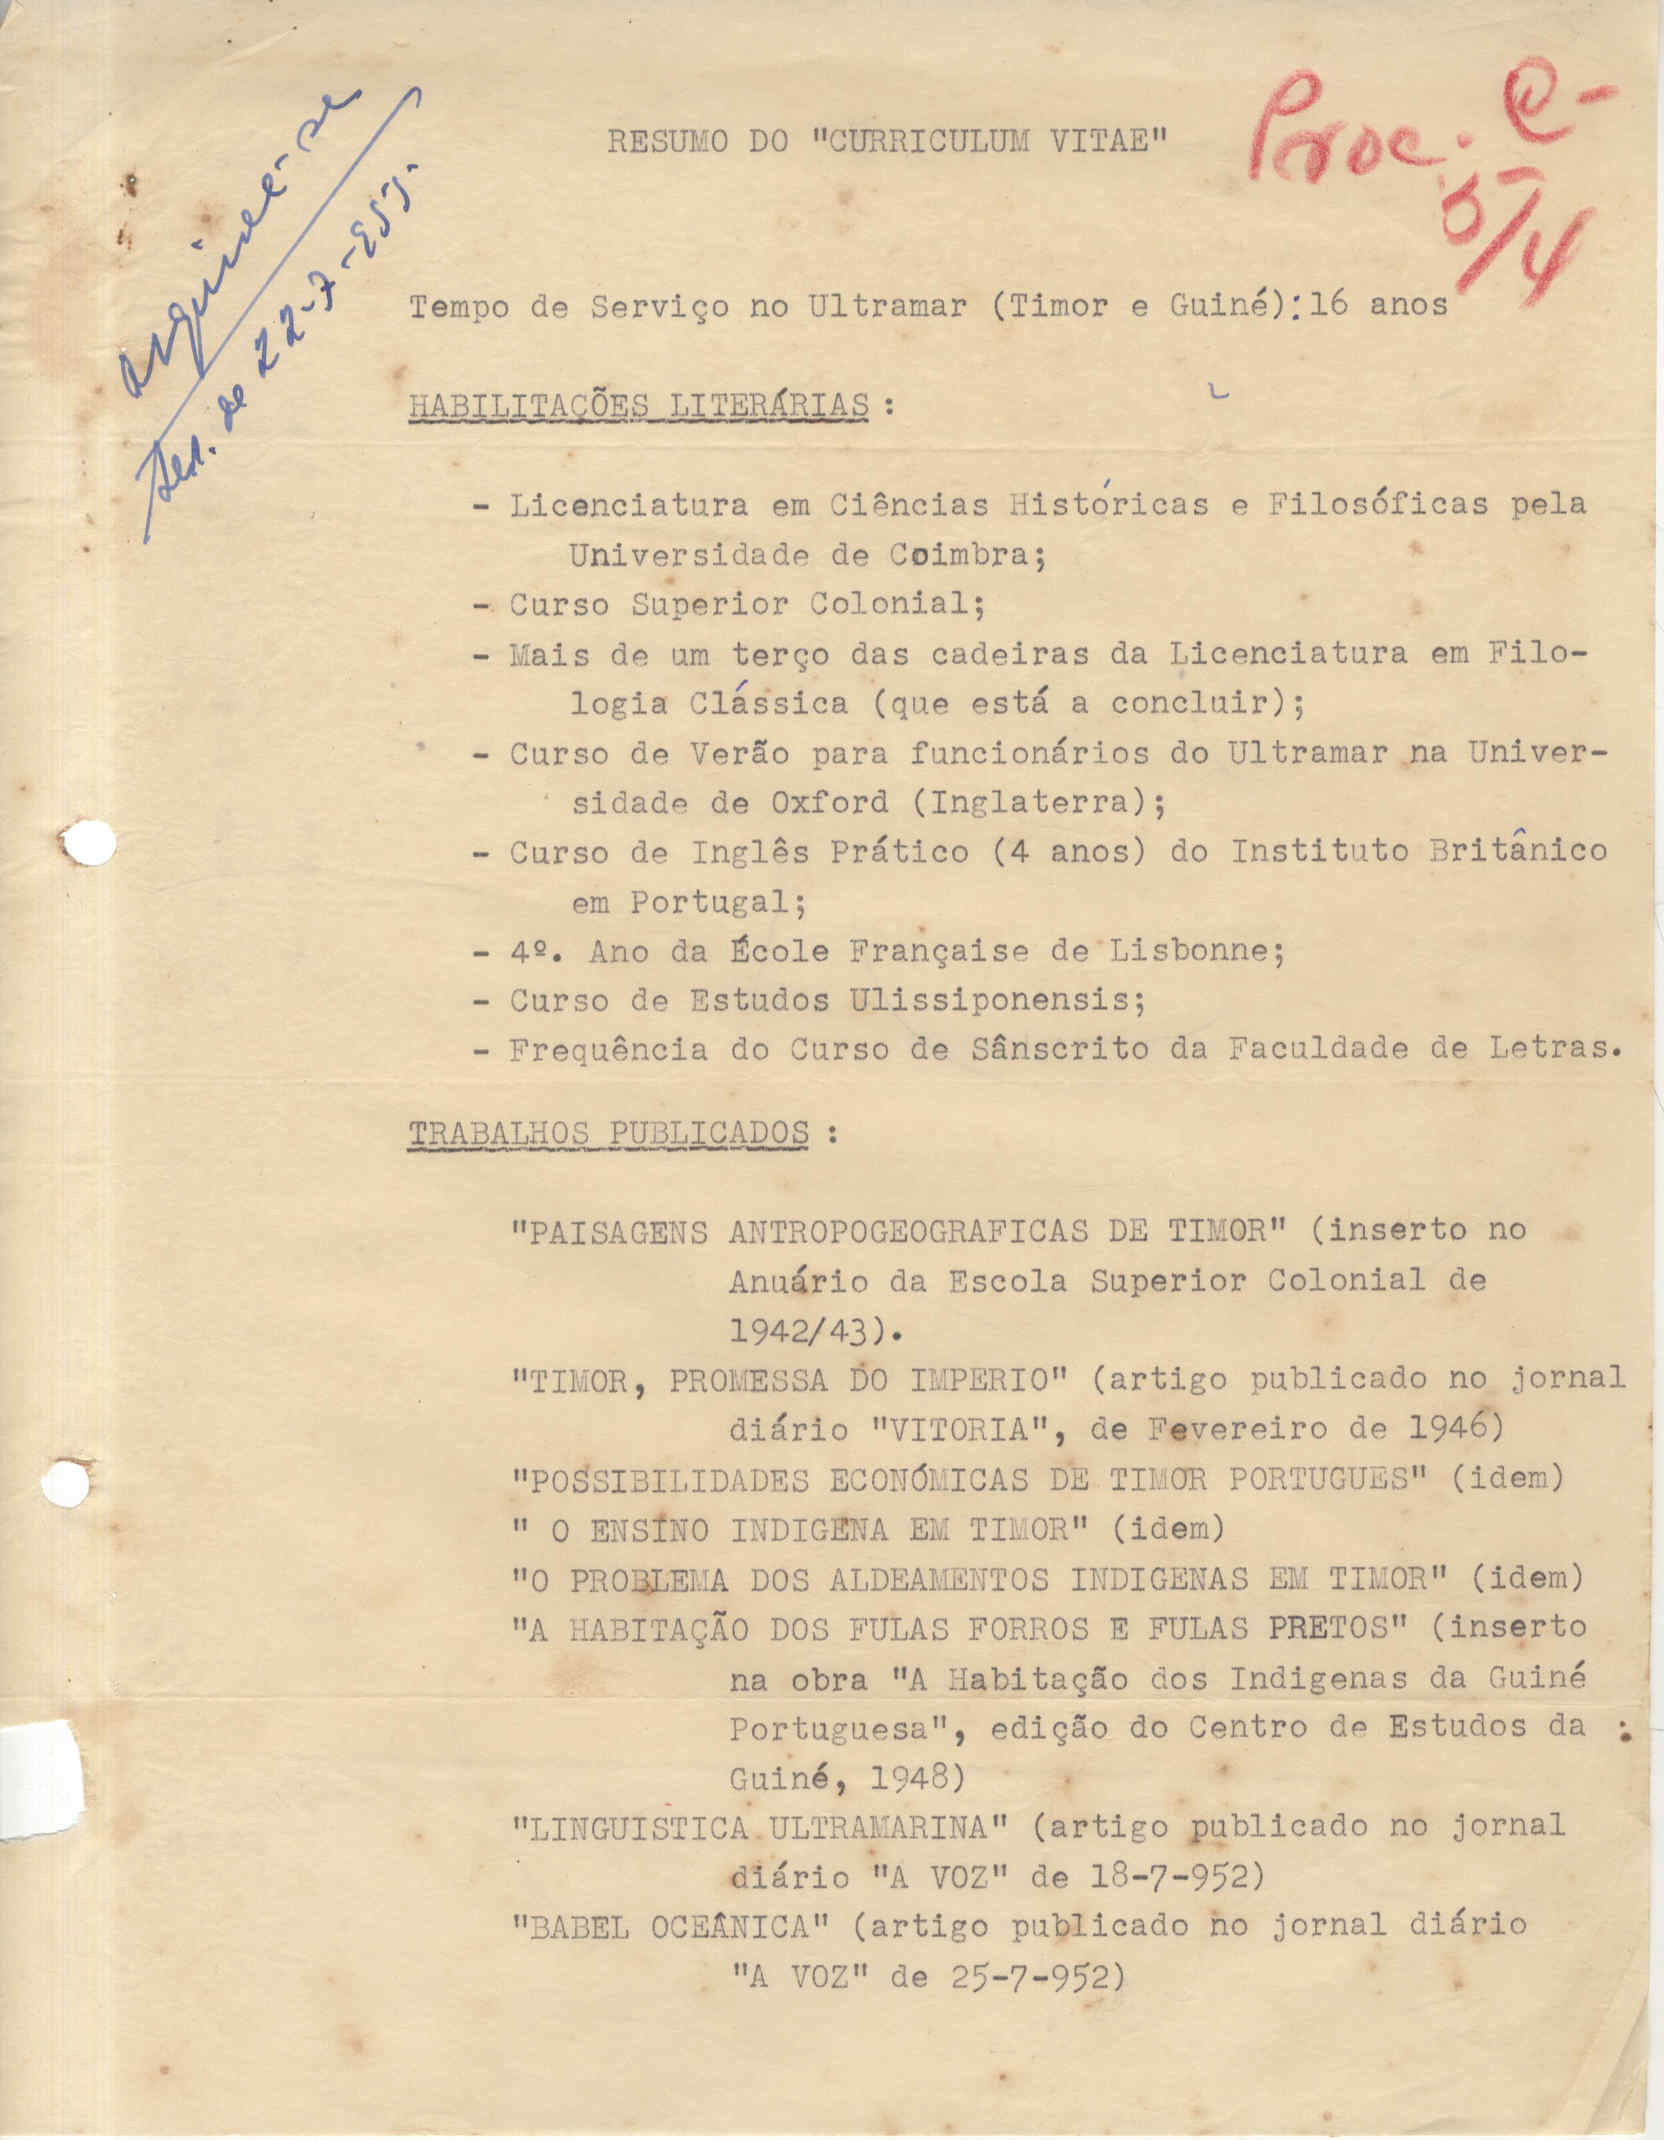 RESUMO DO "CURRICULUM VITAE"
Proc. C-
5/4
arquive-se
Tempo de Serviço no Ultramar (Timor e Guiné):16 anos
HABILITAÇÕES LITERÁRIAS :
- Licenciatura em Ciências Históricas e Filosóficas pela
Universidade de Coimbra;
- Curso Superior Colonial;
- Mais de um terço das cadeiras da Licenciatura em Filo-
logia Clássica (que está a concluir);
- Curso de Verão para funcionários do Ultramar na Univer-
sidade de Oxford (Inglaterra);
- Curso de Inglês Prático (4 anos) do Instituto Britânico
em Portugal;
- 4º. Ano da École Française de Lisbonne;
- Curso de Estudos Ulissiponensis;
- Frequência do Curso de Sânscrito da Faculdade de Letras.
TRABALHOS PUBLICADOS :
"PAISAGENS ANTROPOGEOGRAFICAS DE TIMOR" (inserto no
Anuário da Escola Superior Colonial de
1942/43).
"TIMOR, PROMESSA DO IMPERIO" (artigo publicado no jornal
diário "VITORIA", de Fevereiro de 1946)
"POSSIBILIDADES ECONÓMICAS DE TIMOR PORTUGUES" (idem)
" O ENSINO INDIGENA EM TIMOR" (idem)
"O PROBLEMA DOS ALDEAMENTOS INDIGENAS EM TIMOR" (idem)
"A HABITAÇÃO DOS FULAS FORROS E FULAS PRETOS" (inserto
na obra "A Habitação dos Indigenas da Guiné
Portuguesa", edição do Centro de Estudos da
Guiné, 1948)
"LINGUISTICA ULTRAMARINA" (artigo publicado no jornal
diário "A VOZ" de 18-7-952)
"BABEL OCEÂNICA" (artigo publicado no jornal diário
"A VOZ" de 25-7-952)